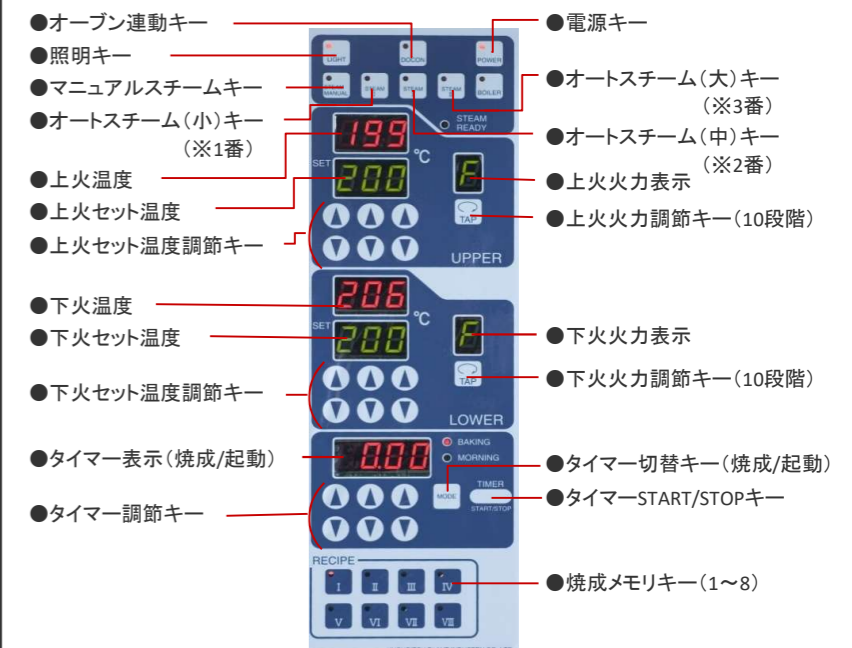 ●オーブン連動キー
●照明キー
●マニュアルスチームキー
●オートスチーム(小)キー
(※1番)
●上火温度
●上火セット温度
●上火セット温度調節キー
●下火温度
●下火セット温度
●下火セット温度調節キー
●タイマー表示(焼成/起動)
●タイマー調節キー
LIGHT
DOCON
POWER
STEAM MANUAL
STEAM
STEAM
STEAM
BOILER
STEAM
READY
199
℃
SET
200
F
TAP
UPPER
206
℃
SET
200
F
TAP
LOWER
0.00
BAKING
MORNING
MODE
TIMER
START/STOP
RECIPE
I
II
III
IV
V
VI
VII
VIII
●電源キー
●オートスチーム(大)キー
(※3番)
●オートスチーム(中)キー
(※2番)
●上火火力表示
●上火火力調節キー(10段階)
●下火火力表示
●下火火力調節キー(10段階)
●タイマー切替キー(焼成/起動)
●タイマーSTART/STOPキー
●焼成メモリキー(1～8)